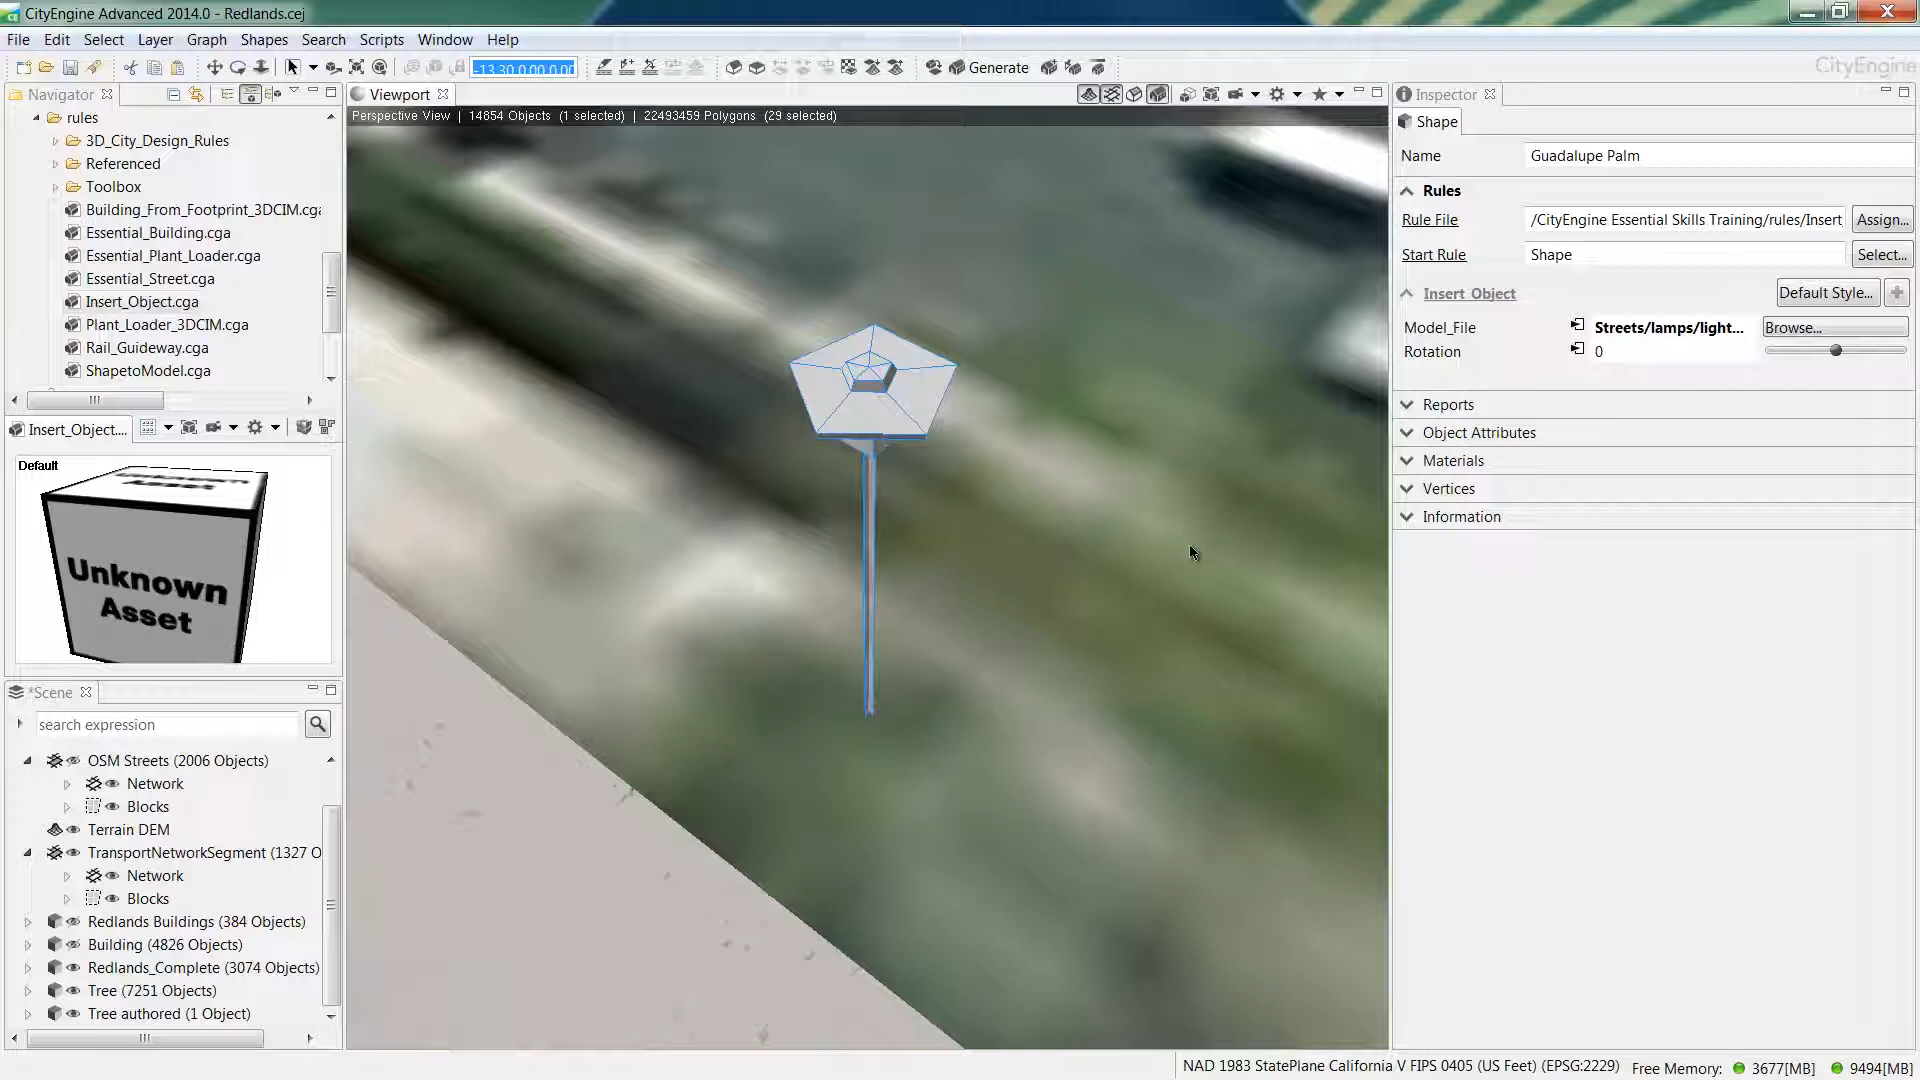 CityEngine Advanced 2014.0 - Redlands.cej
File Edit Select Layer Graph Shapes Search Scripts Window Help
-13.30 0.00 0.00
Generate
CityEngine
Navigator
rules
3D_City_Design_Rules
Referenced
Toolbox
Building_From_Footprint_3DCIM.cga
Essential_Building.cga
Essential_Plant_Loader.cga
Essential_Street.cga
Insert_Object.cga
Plant_Loader_3DCIM.cga
Rail_Guideway.cga
ShapetoModel.cga
Insert_Object....
Default
Unknown
Asset
*Scene
search expression
OSM Streets (2006 Objects)
Network
Blocks
Terrain DEM
TransportNetworkSegment (1327 O
Network
Blocks
Redlands Buildings (384 Objects)
Building (4826 Objects)
Redlands_Complete (3074 Objects)
Tree (7251 Objects)
Tree authored (1 Object)
Viewport
Perspective View | 14854 Objects (1 selected) | 22493459 Polygons (29 selected)
Inspector
Shape
Name Guadalupe Palm
Rules
Rule File /CityEngine Essential Skills Training/rules/Insert Assign...
Start Rule Shape Select...
Insert Object Default Style...
Model_File Streets/lamps/light... Browse...
Rotation 0
Reports
Object Attributes
Materials
Vertices
Information
NAD 1983 StatePlane California V FIPS 0405 (US Feet) (EPSG:2229) Free Memory: 3677[MB] 9494[MB]